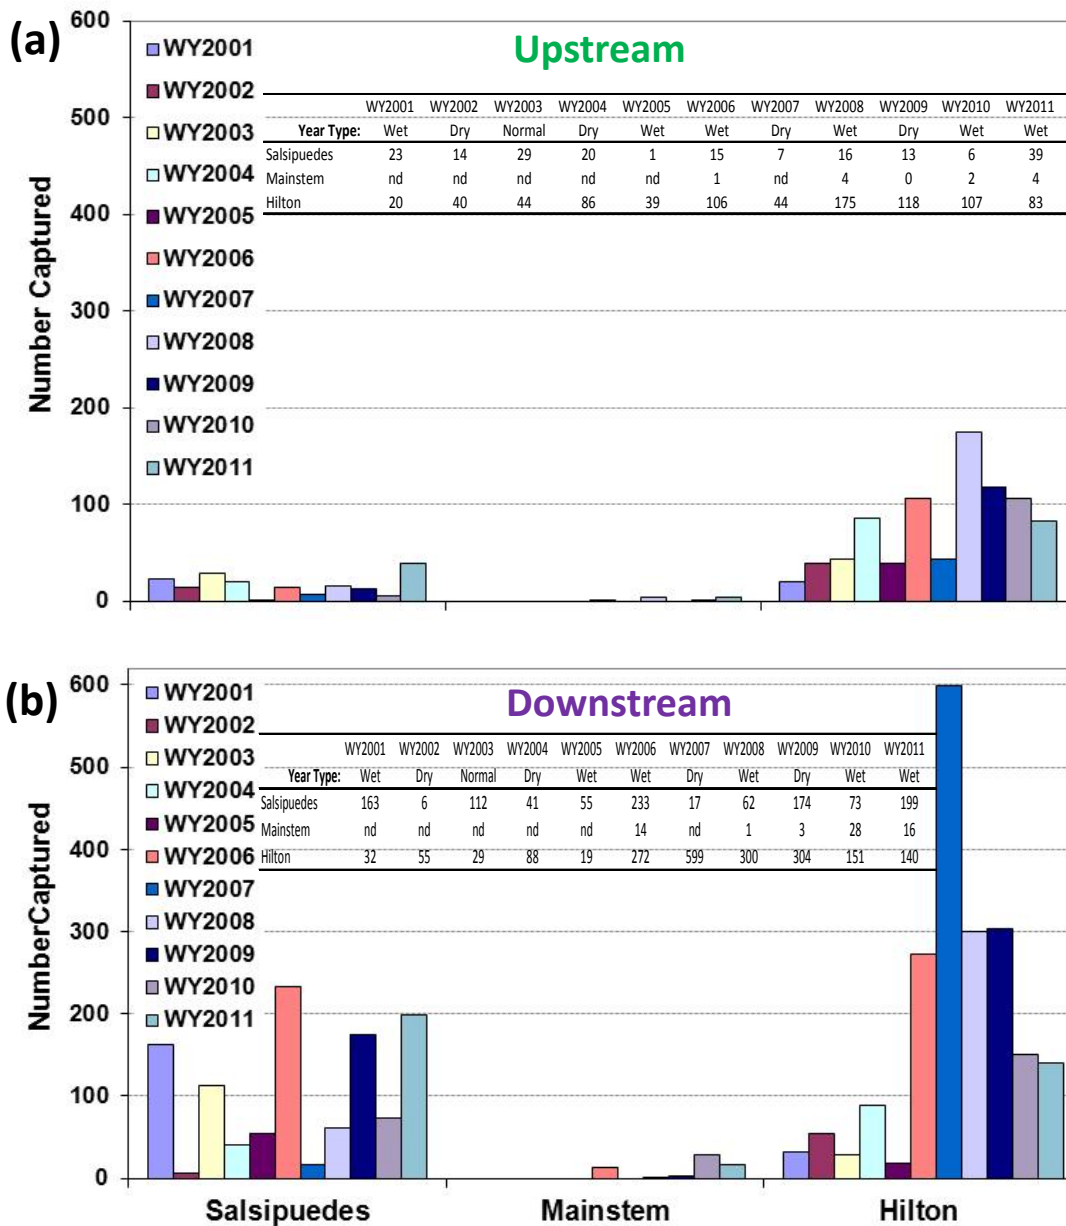 (a)
Upstream
600
500
400
300
200
100
0
Number Captured
WY2001
WY2002
WY2003
WY2004
WY2005
WY2006
WY2007
WY2008
WY2009
WY2010
WY2011
WY2001 WY2002 WY2003 WY2004 WY2005 WY2006 WY2007 WY2008 WY2009 WY2010 WY2011
Year Type: Wet Dry Normal Dry Wet Wet Dry Wet Dry Wet Wet
Salsipuedes 23 14 29 20 1 15 7 16 13 6 39
Mainstem nd nd nd nd nd 1 nd 4 0 2 4
Hilton 20 40 44 86 39 106 44 175 118 107 83
(b)
Downstream
600
500
400
300
200
100
0
NumberCaptured
WY2001
WY2002
WY2003
WY2004
WY2005
WY2006
WY2007
WY2008
WY2009
WY2010
WY2011
WY2001 WY2002 WY2003 WY2004 WY2005 WY2006 WY2007 WY2008 WY2009 WY2010 WY2011
Year Type: Wet Dry Normal Dry Wet Wet Dry Wet Dry Wet Wet
Salsipuedes 163 6 112 41 55 233 17 62 174 73 199
Mainstem nd nd nd nd nd 14 nd 1 3 28 16
Hilton 32 55 29 88 19 272 599 300 304 151 140
Salsipuedes Mainstem Hilton